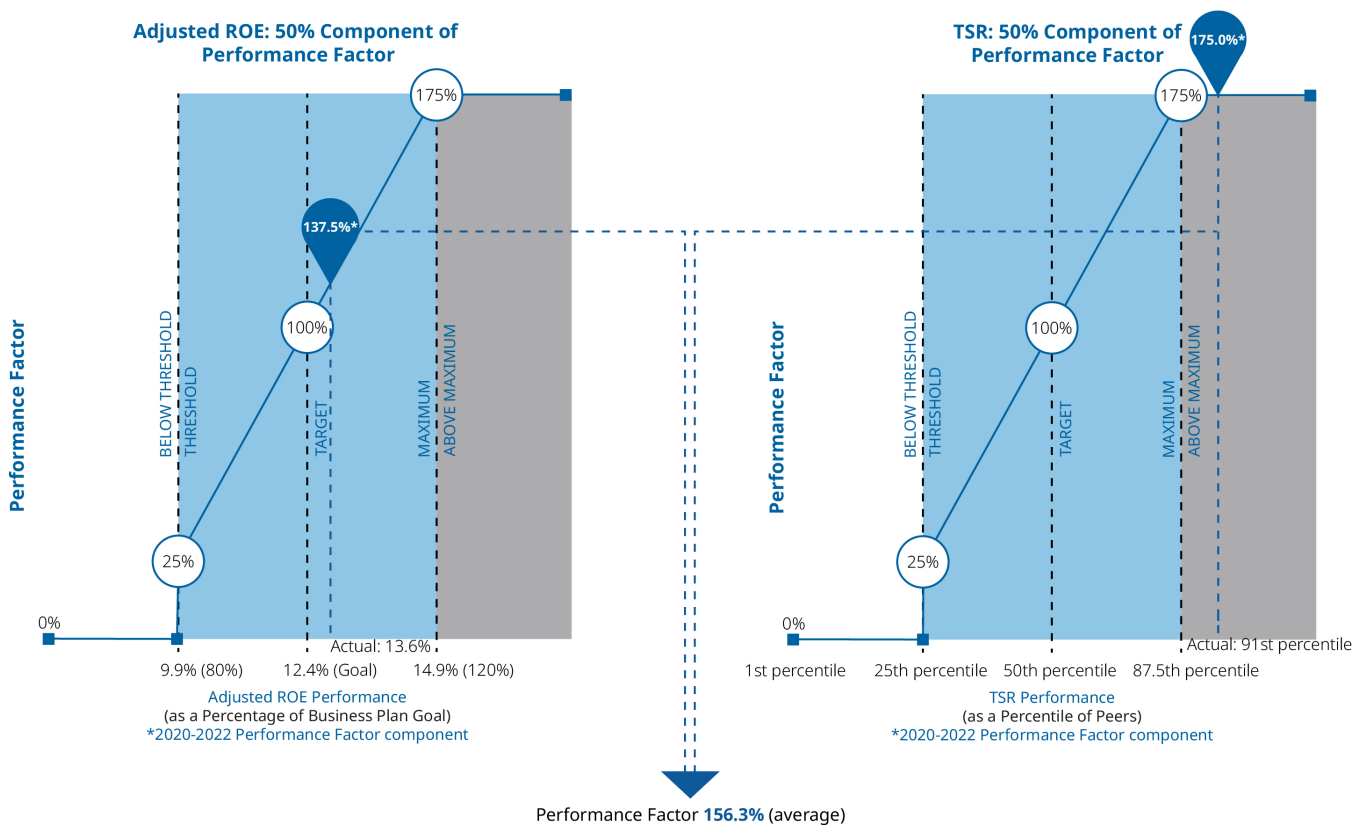 Adjusted ROE: 50% Component of
Performance Factor
175%
137.5%*
100%
25%
0%
Performance Factor
BELOW THRESHOLD
THRESHOLD
TARGET
MAXIMUM
ABOVE MAXIMUM
Actual: 13.6%
9.9% (80%)
12.4% (Goal)
14.9% (120%)
Adjusted ROE Performance
(as a Percentage of Business Plan Goal)
*2020-2022 Performance Factor component
TSR: 50% Component of
Performance Factor
175.0%*
175%
100%
25%
0%
Performance Factor
BELOW THRESHOLD
THRESHOLD
TARGET
MAXIMUM
ABOVE MAXIMUM
Actual: 91st percentile
1st percentile
25th percentile
50th percentile
87.5th percentile
TSR Performance
(as a Percentile of Peers)
*2020-2022 Performance Factor component
Performance Factor 156.3% (average)